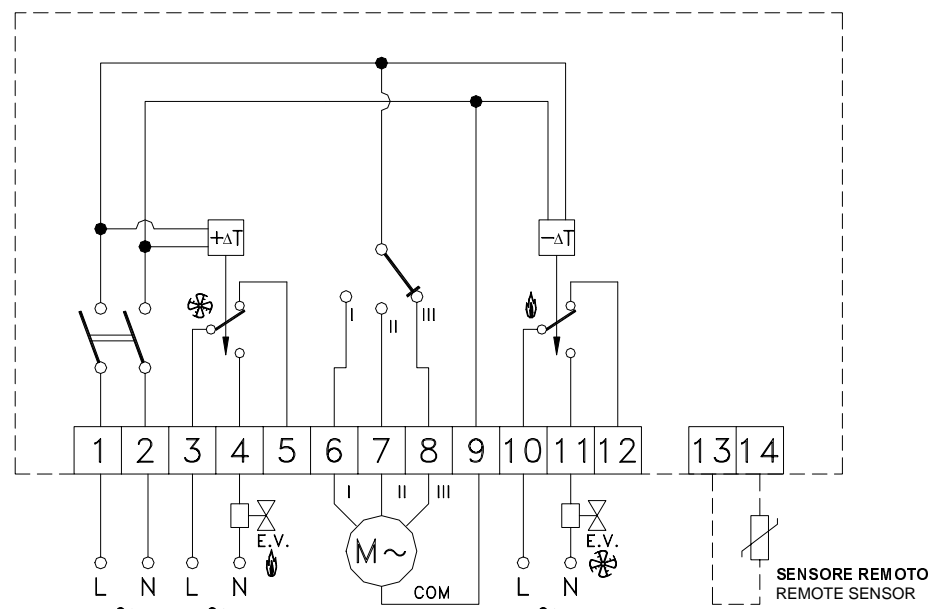 +ΔT
−ΔT
I
II
III
1 2 3 4 5 6 7 8 9 10 11 12 13 14
I II III
E.V.
E.V.
M~
L N L N
COM
L N
SENSORE REMOTO
REMOTE SENSOR